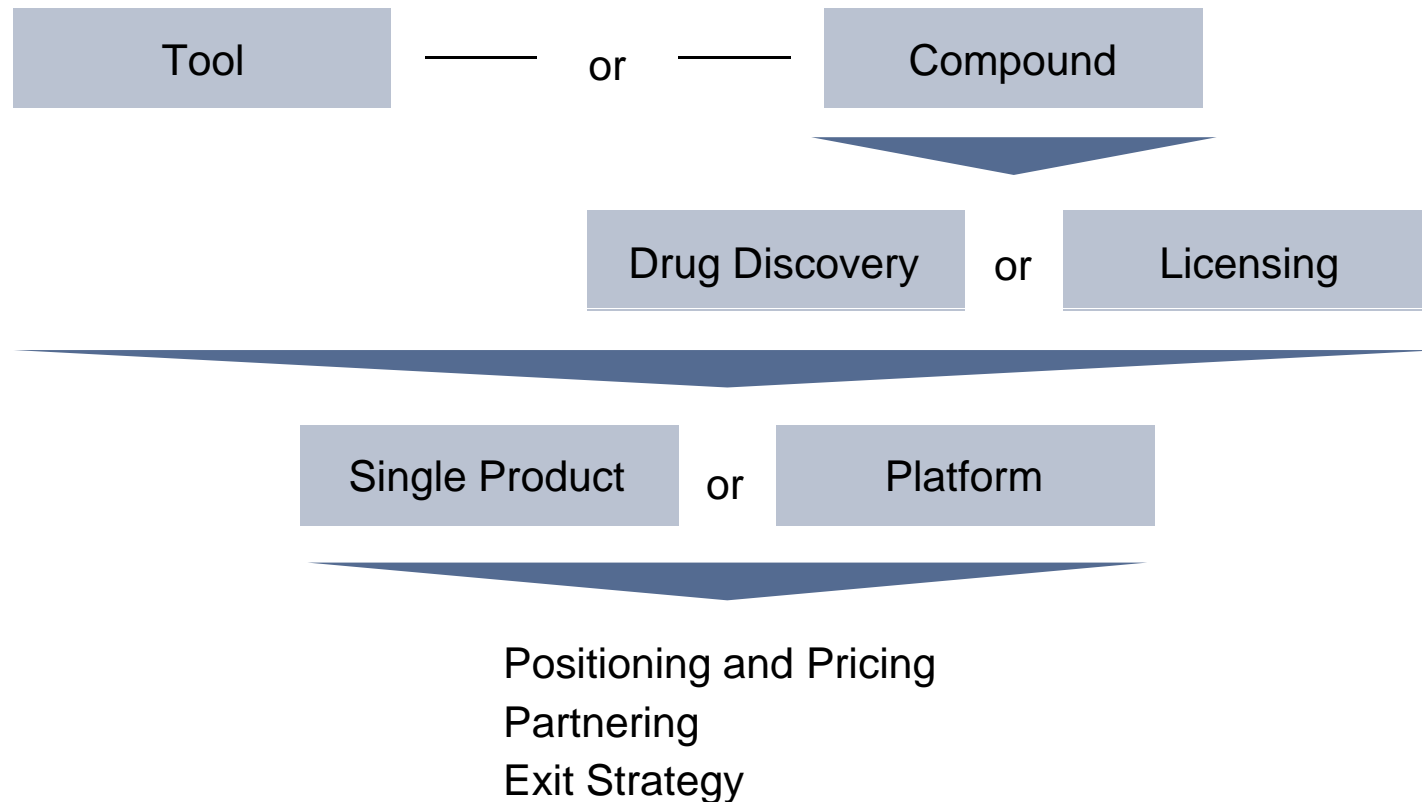 Tool or Compound
Drug Discovery or Licensing
Single Product or Platform
Positioning and Pricing
Partnering
Exit Strategy